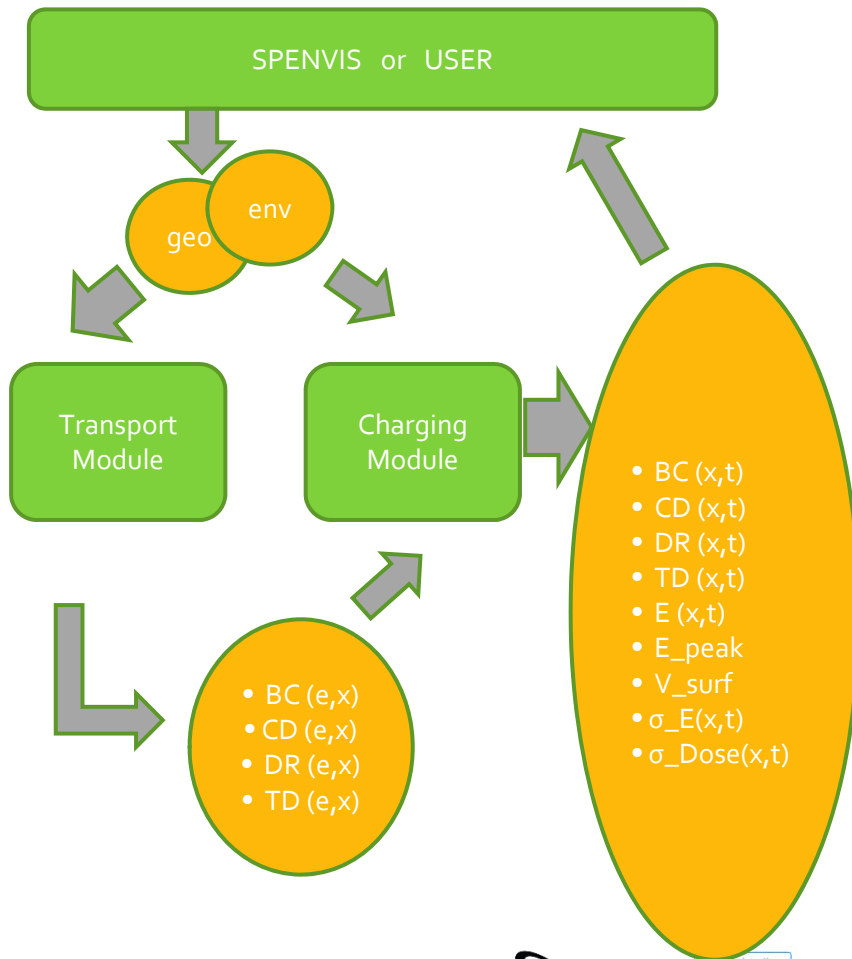 SPENVIS or USER
geo
env
Transport
Module
Charging
Module
• BC (e,x)
• CD (e,x)
• DR (e,x)
• TD (e,x)
• BC (x,t)
• CD (x,t)
• DR (x,t)
• TD (x,t)
• E (x,t)
• E_peak
• V_surf
• σ_E(x,t)
• σ_Dose(x,t)